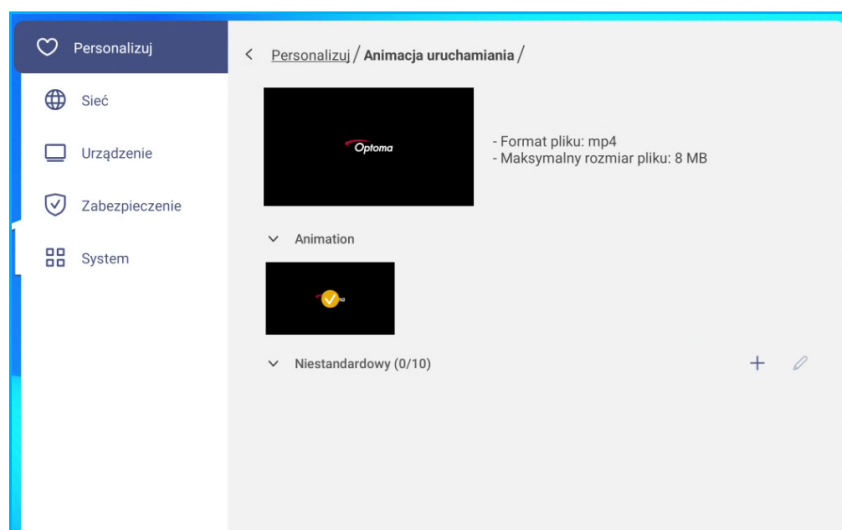 Personalizuj
Personalizuj / Animacja uruchamiania /
Sieć
Optoma
- Format pliku: mp4
- Maksymalny rozmiar pliku: 8 MB
Urządzenie
Zabezpieczenie
Animation
System
Niestandardowy (0/10)